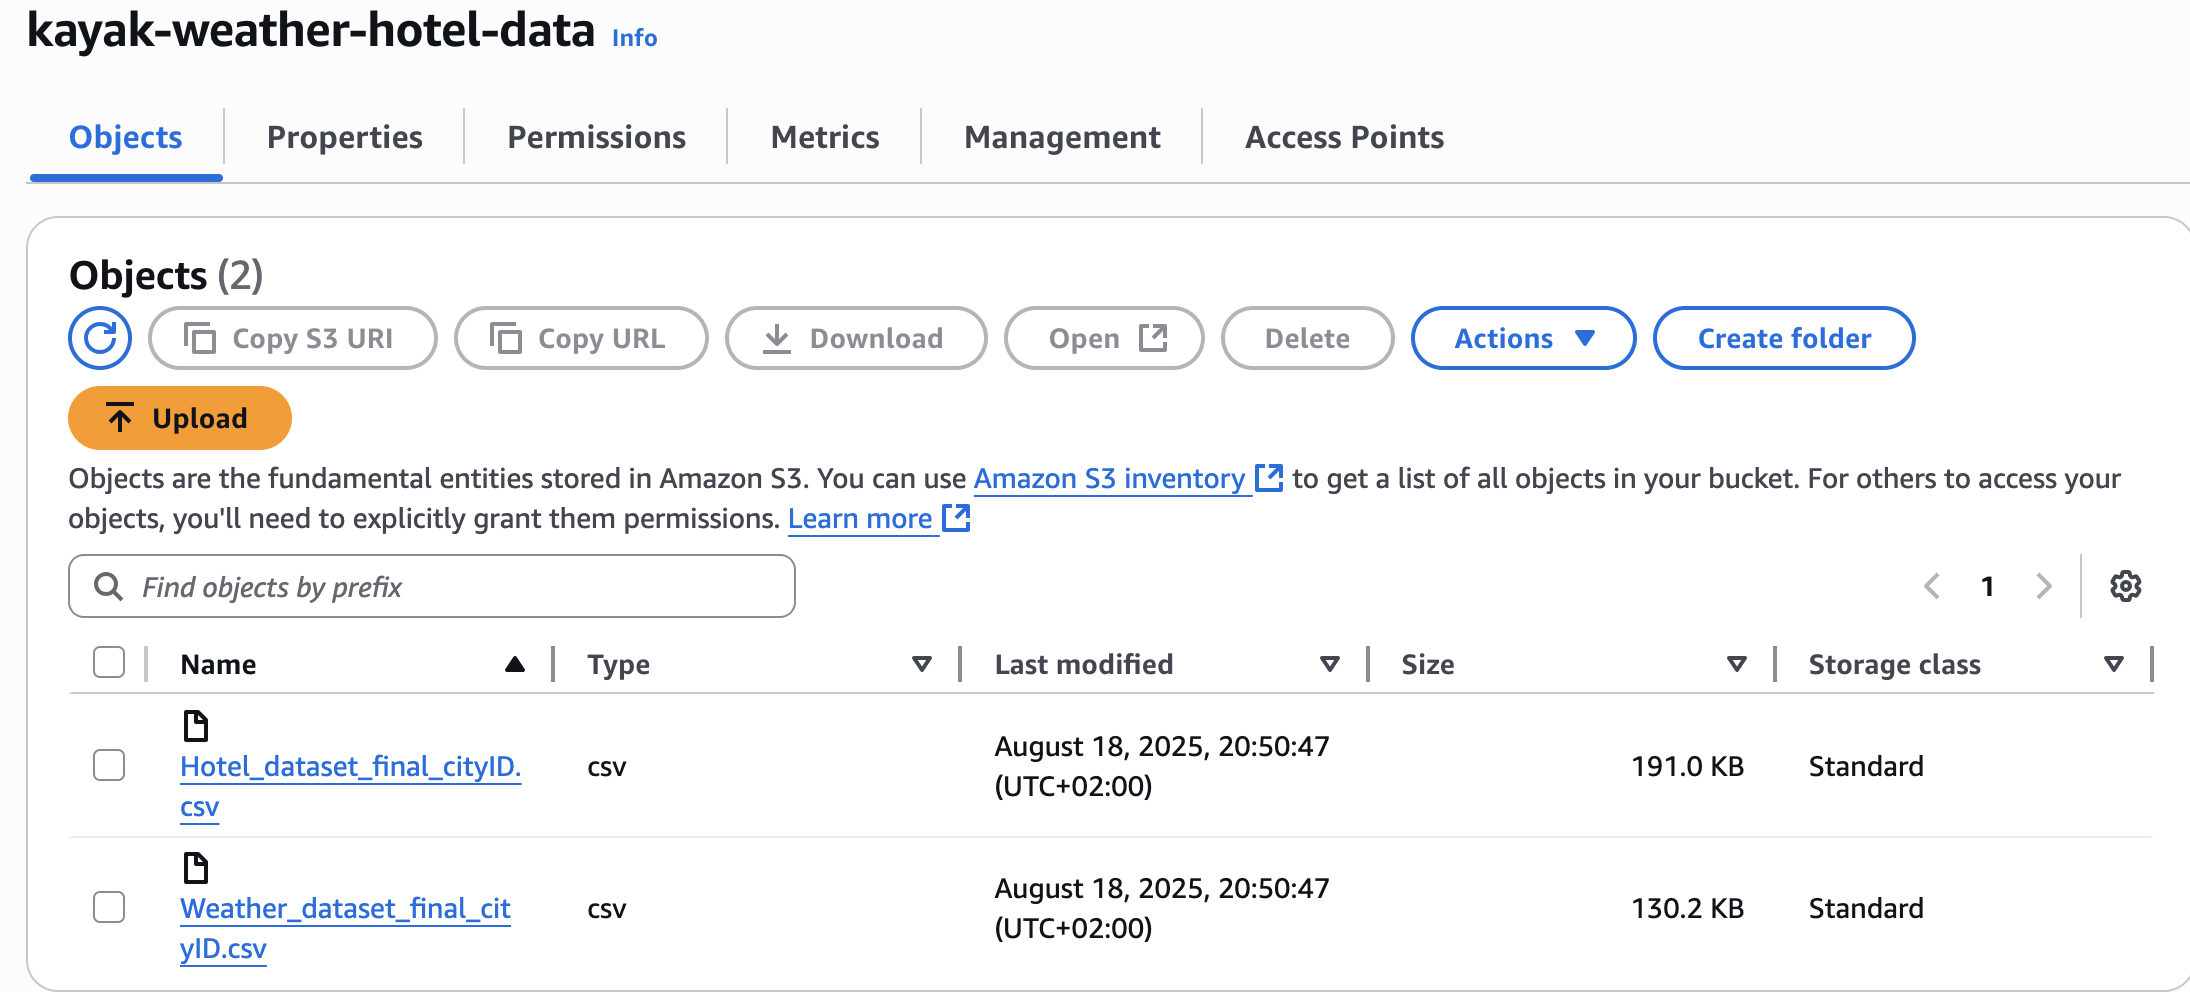 kayak-weather-hotel-data Info
Objects Properties Permissions Metrics Management Access Points
Objects (2)
Copy S3 URI Copy URL Download Open Delete Actions Create folder
Upload
Objects are the fundamental entities stored in Amazon S3. You can use Amazon S3 inventory to get a list of all objects in your bucket. For others to access your
objects, you'll need to explicitly grant them permissions. Learn more
Find objects by prefix
1
Name Type Last modified Size Storage class
Hotel_dataset_final_cityID.
csv
csv
August 18, 2025, 20:50:47
(UTC+02:00)
191.0 KB
Standard
Weather_dataset_final_cit
yID.csv
csv
August 18, 2025, 20:50:47
(UTC+02:00)
130.2 KB
Standard